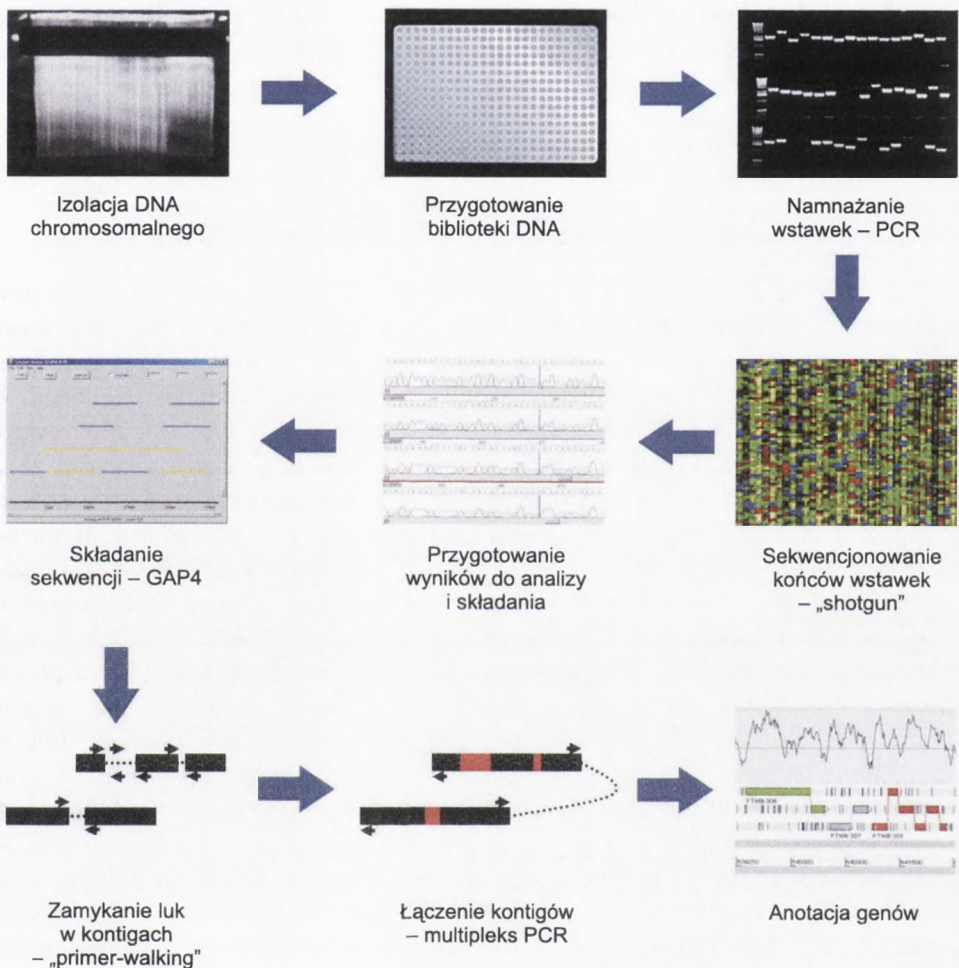 Izolacja DNA
chromosomalnego
Przygotowanie
biblioteki DNA
Namnażanie
wstawek – PCR
Sekwencjonowanie
końców wstawek
– „shotgun”
Przygotowanie
wyników do analizy
i składania
Składanie
sekwencji – GAP4
Zamykanie luk
w kontigach
– „primer-walking”
Łączenie kontigów
– multipleks PCR
Anotacja genów